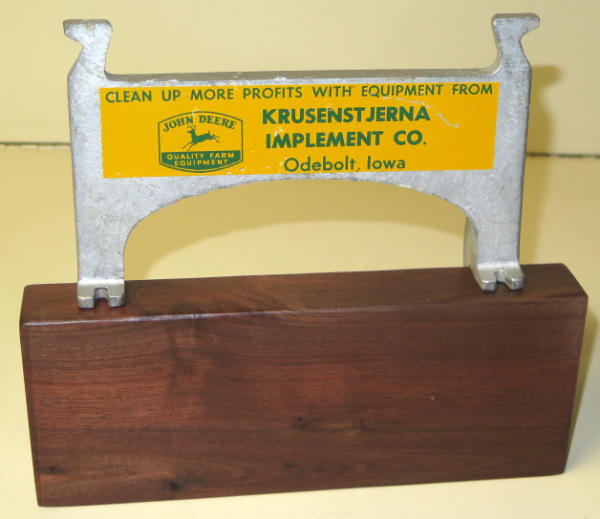 CLEAN UP MORE PROFITS WITH EQUIPMENT FROM
JOHN DEERE
QUALITY FARM
EQUIPMENT
KRUSENSTJERNA
IMPLEMENT CO.
Odebolt, Iowa